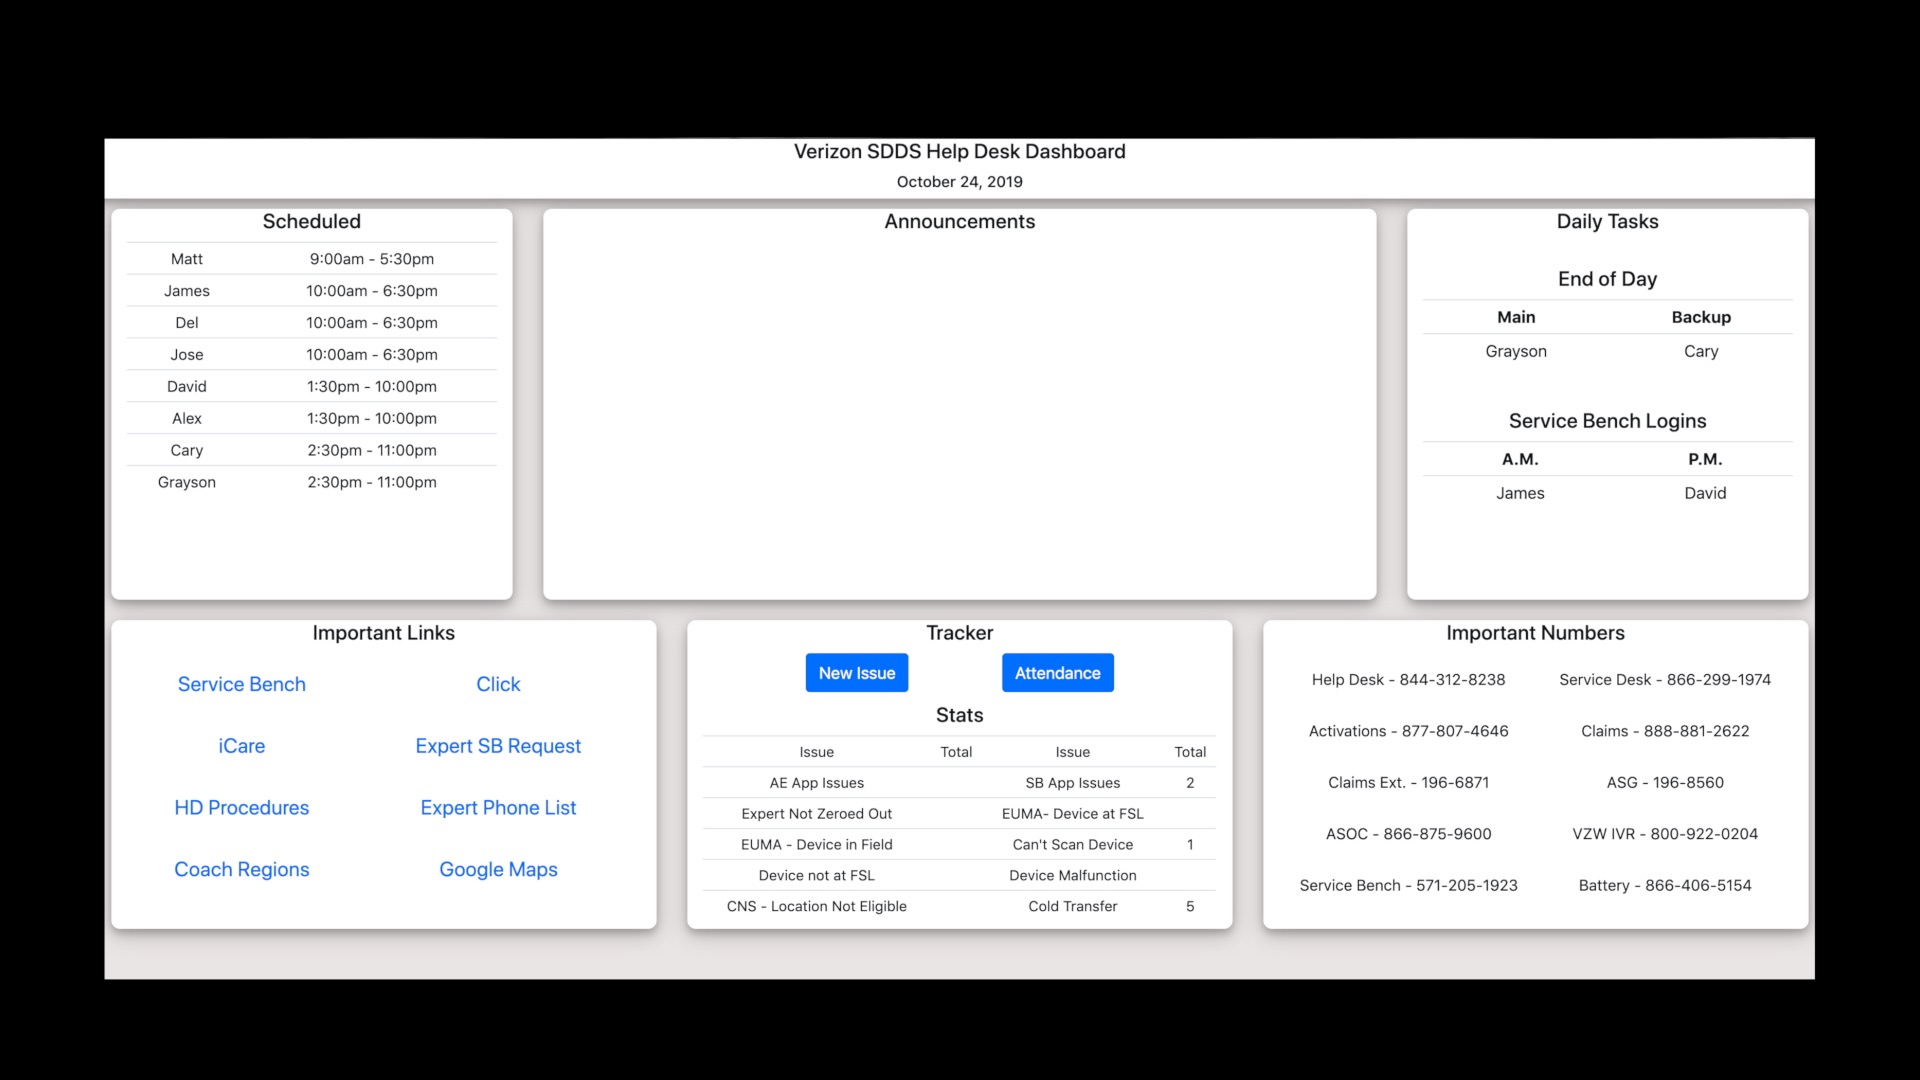 Verizon SDDS Help Desk Dashboard
October 24, 2019
Scheduled
Matt 9:00am - 5:30pm
James 10:00am - 6:30pm
Del 10:00am - 6:30pm
Jose 10:00am - 6:30pm
David 1:30pm - 10:00pm
Alex 1:30pm - 10:00pm
Cary 2:30pm - 11:00pm
Grayson 2:30pm - 11:00pm
Announcements
Daily Tasks
End of Day
Main Backup
Grayson Cary
Service Bench Logins
A.M. P.M.
James David
Important Links
Service Bench Click
iCare Expert SB Request
HD Procedures Expert Phone List
Coach Regions Google Maps
Tracker
New Issue Attendance
Stats
Issue Total Issue Total
AE App Issues SB App Issues 2
Expert Not Zeroed Out EUMA- Device at FSL
EUMA - Device in Field Can't Scan Device 1
Device not at FSL Device Malfunction
CNS - Location Not Eligible Cold Transfer 5
Important Numbers
Help Desk - 844-312-8238 Service Desk - 866-299-1974
Activations - 877-807-4646 Claims - 888-881-2622
Claims Ext. - 196-6871 ASG - 196-8560
ASOC - 866-875-9600 VZW IVR - 800-922-0204
Service Bench - 571-205-1923 Battery - 866-406-5154